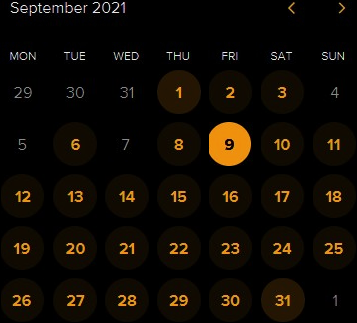 September 2021 < >
MON TUE WED THU FRI SAT SUN
29 30 31 1 2 3 4
5 6 7 8 9 10 11
12 13 14 15 16 17 18
19 20 21 22 23 24 25
26 27 28 29 30 31 1